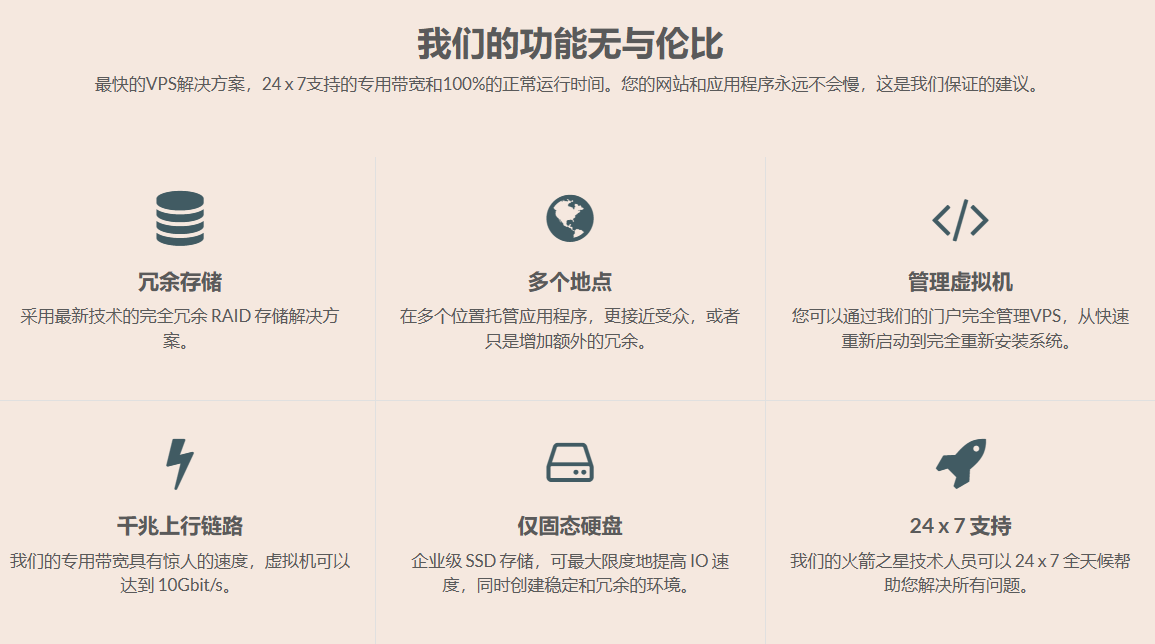 我们的功能无与伦比
最快的VPS解决方案，24 x 7支持的专用带宽和100%的正常运行时间。您的网站和应用程序永远不会慢，这是我们保证的建议。
冗余存储
采用最新技术的完全冗余 RAID 存储解决方
案。
多个地点
在多个位置托管应用程序，更接近受众，或者
只是增加额外的冗余。
管理虚拟机
您可以通过我们的门户完全管理VPS，从快速
重新启动到完全重新安装系统。
千兆上行链路
我们的专用带宽具有惊人的速度，虚拟机可以
达到 10Gbit/s。
仅固态硬盘
企业级 SSD 存储，可最大限度地提高 IO 速
度，同时创建稳定和冗余的环境。
24 x 7 支持
我们的火箭之星技术人员可以 24 x 7 全天候帮
助您解决所有问题。